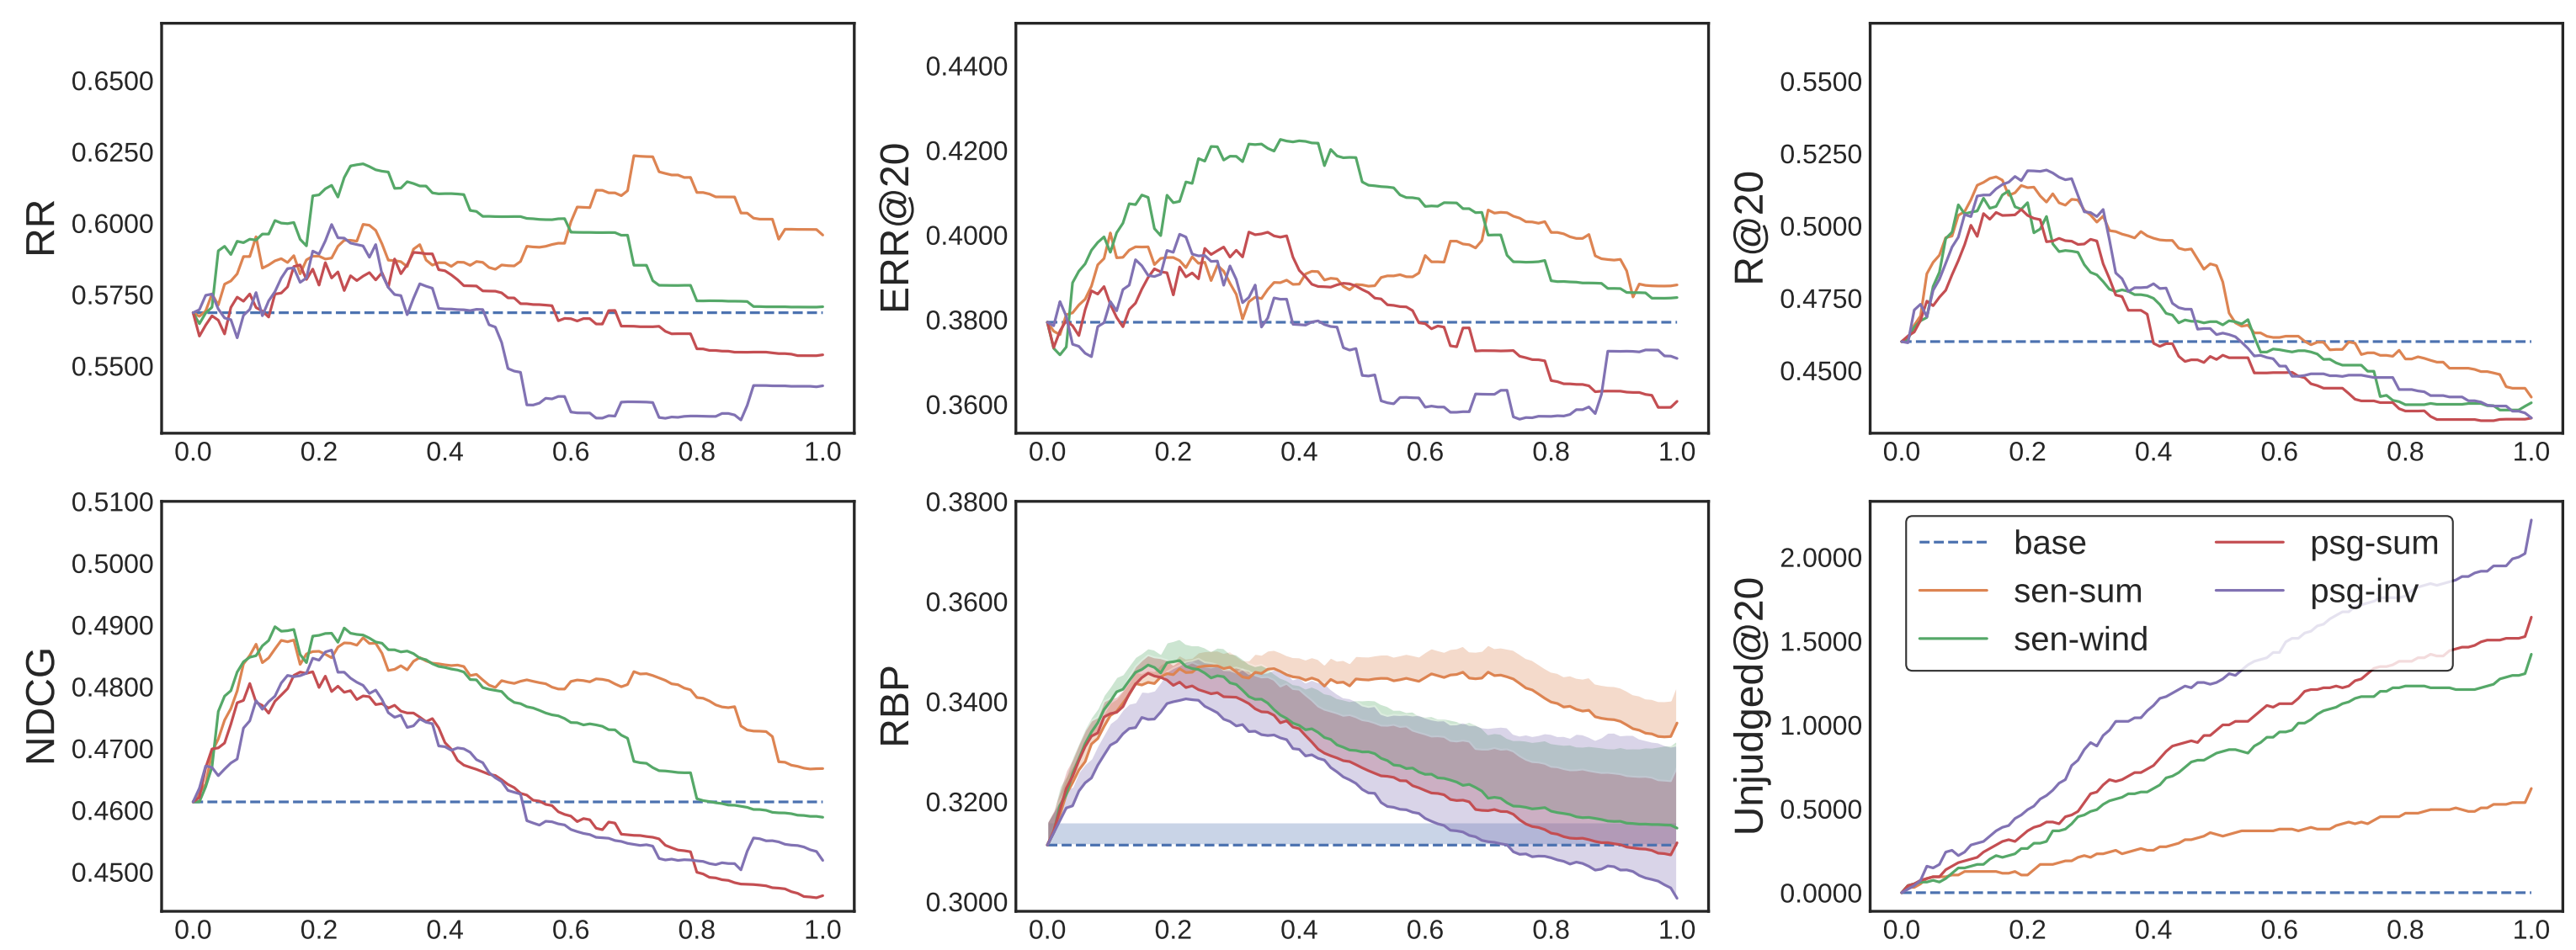 RR
0.6500
0.6250
0.6000
0.5750
0.5500
0.0 0.2 0.4 0.6 0.8 1.0
ERR@20
0.4400
0.4200
0.4000
0.3800
0.3600
0.0 0.2 0.4 0.6 0.8 1.0
R@20
0.5500
0.5250
0.5000
0.4750
0.4500
0.0 0.2 0.4 0.6 0.8 1.0
NDCG
0.5100
0.5000
0.4900
0.4800
0.4700
0.4600
0.4500
0.0 0.2 0.4 0.6 0.8 1.0
RBP
0.3800
0.3600
0.3400
0.3200
0.3000
0.0 0.2 0.4 0.6 0.8 1.0
Unjudged@20
2.0000
1.5000
1.0000
0.5000
0.0000
base psg-sum
sen-sum psg-inv
sen-wind
0.0 0.2 0.4 0.6 0.8 1.0